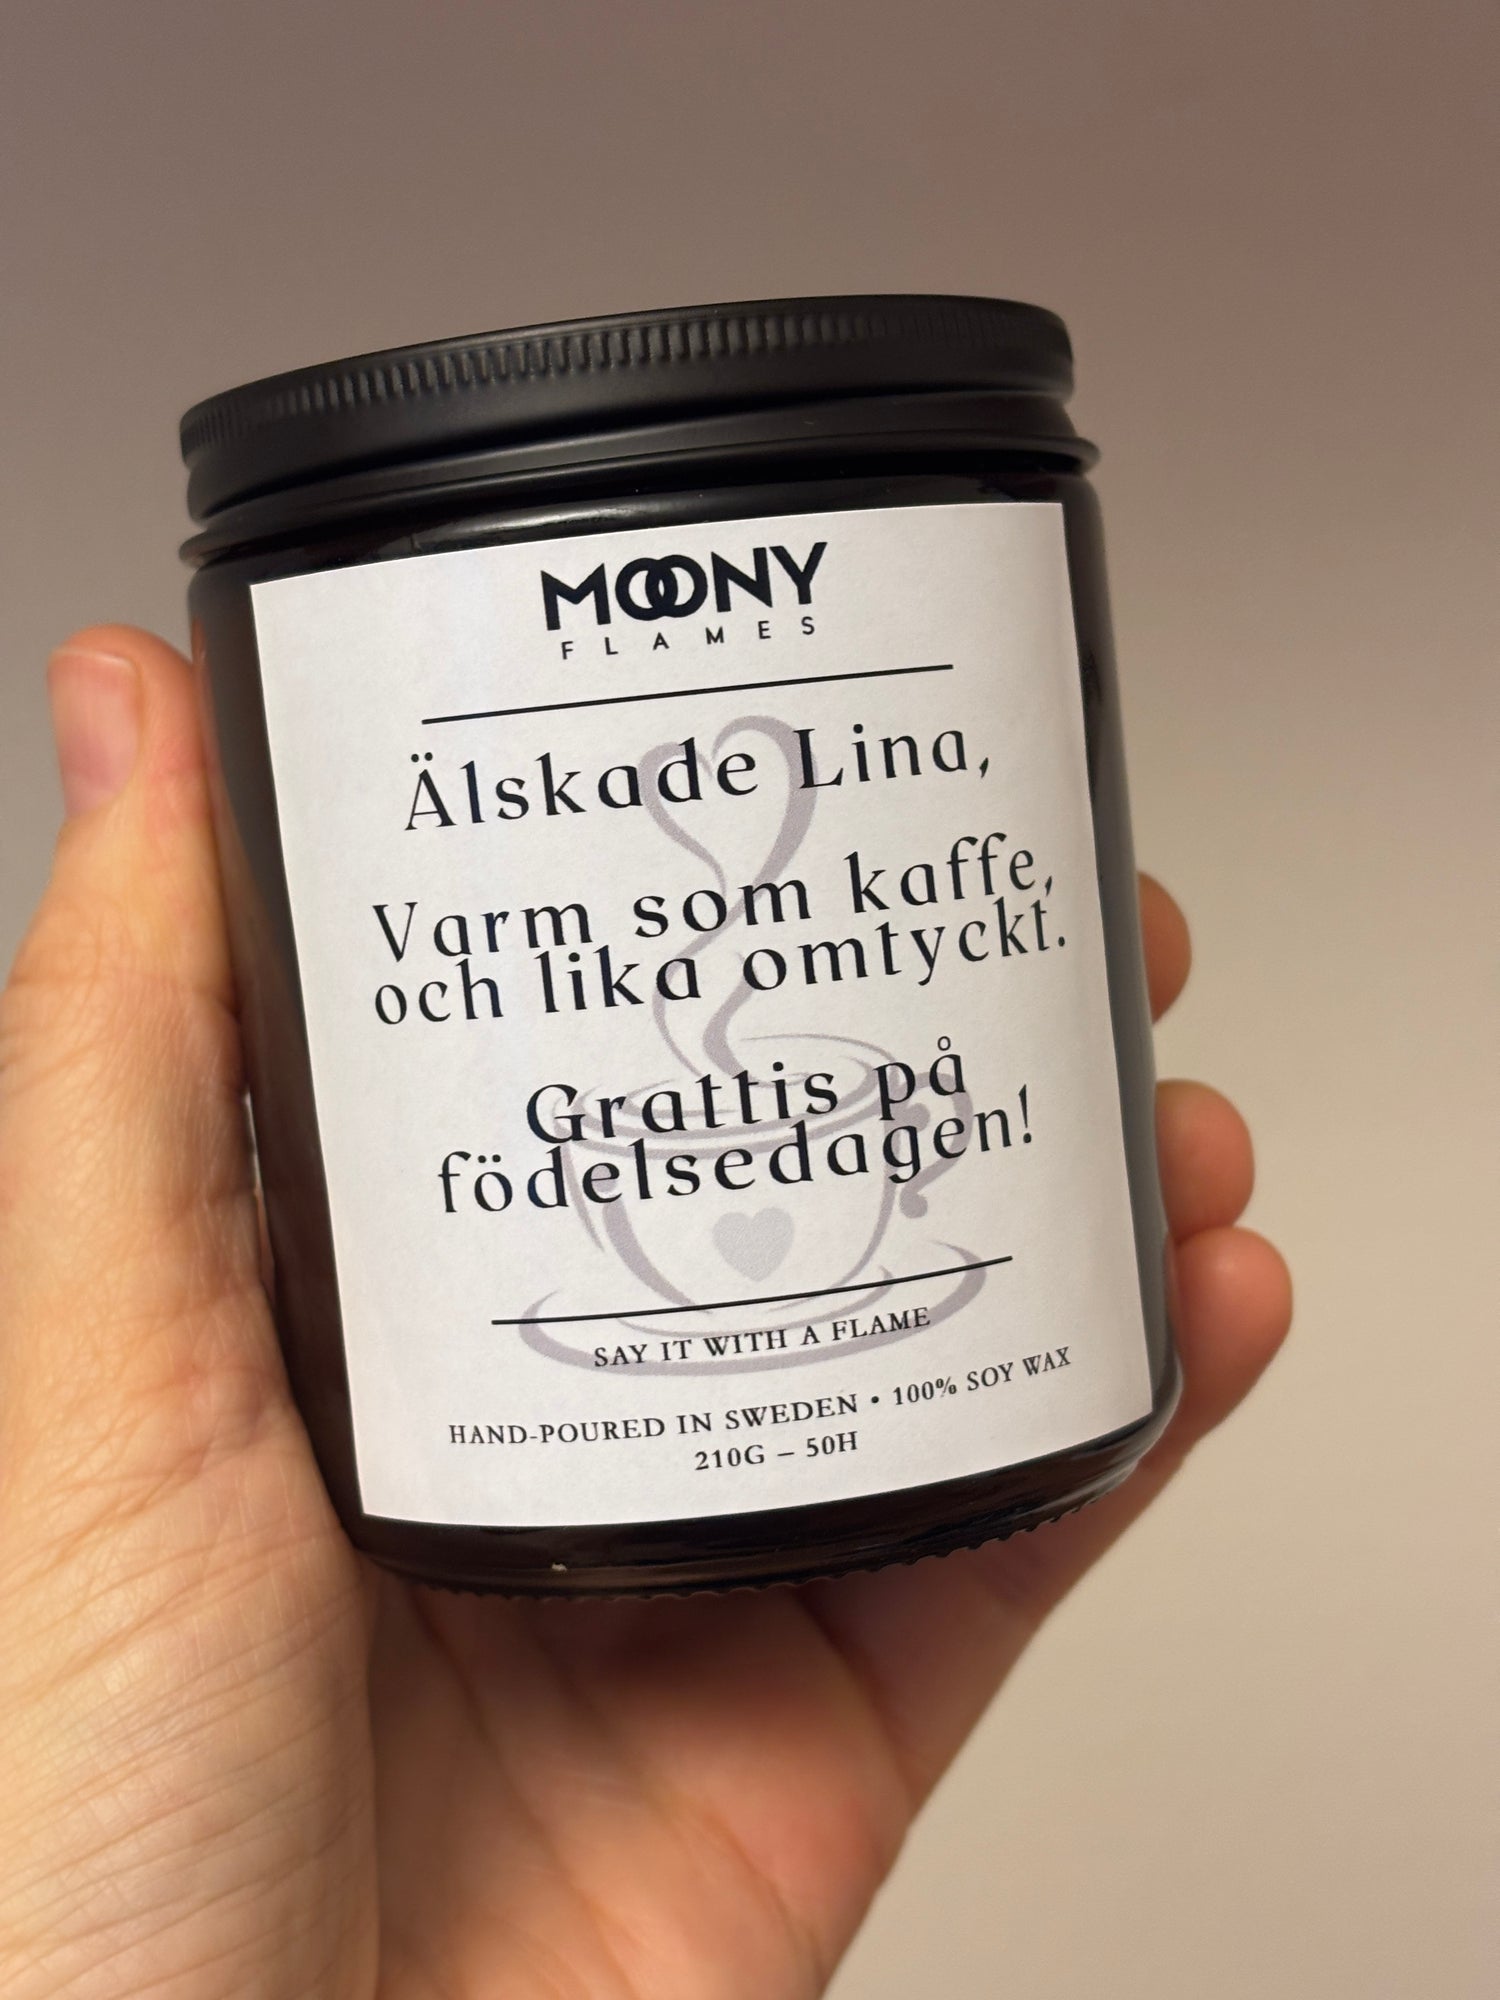 MOONY
FLAMES
Älskade Lina,
Varm som kaffe,
och lika omtyckt.
Grattis på
födelsedagen!
SAY IT WITH A FLAME
HAND-POURED IN SWEDEN • 100% SOY WAX
210G – 50H